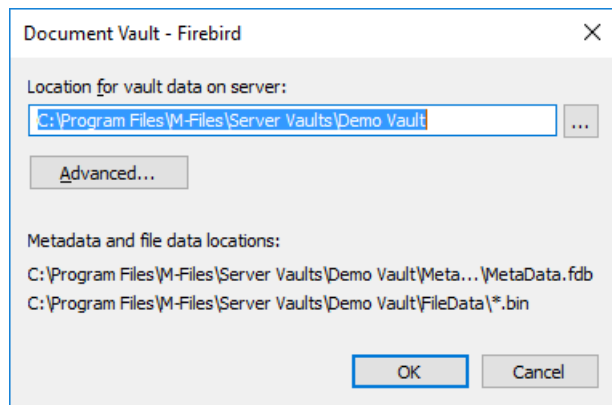 Document Vault - Firebird
Location for vault data on server:
C:\Program Files\M-Files\Server Vaults\Demo Vault
...
Advanced...
Metadata and file data locations:
C:\Program Files\M-Files\Server Vaults\Demo Vault\Meta...\MetaData.fdb
C:\Program Files\M-Files\Server Vaults\Demo Vault\FileData\*.bin
OK Cancel